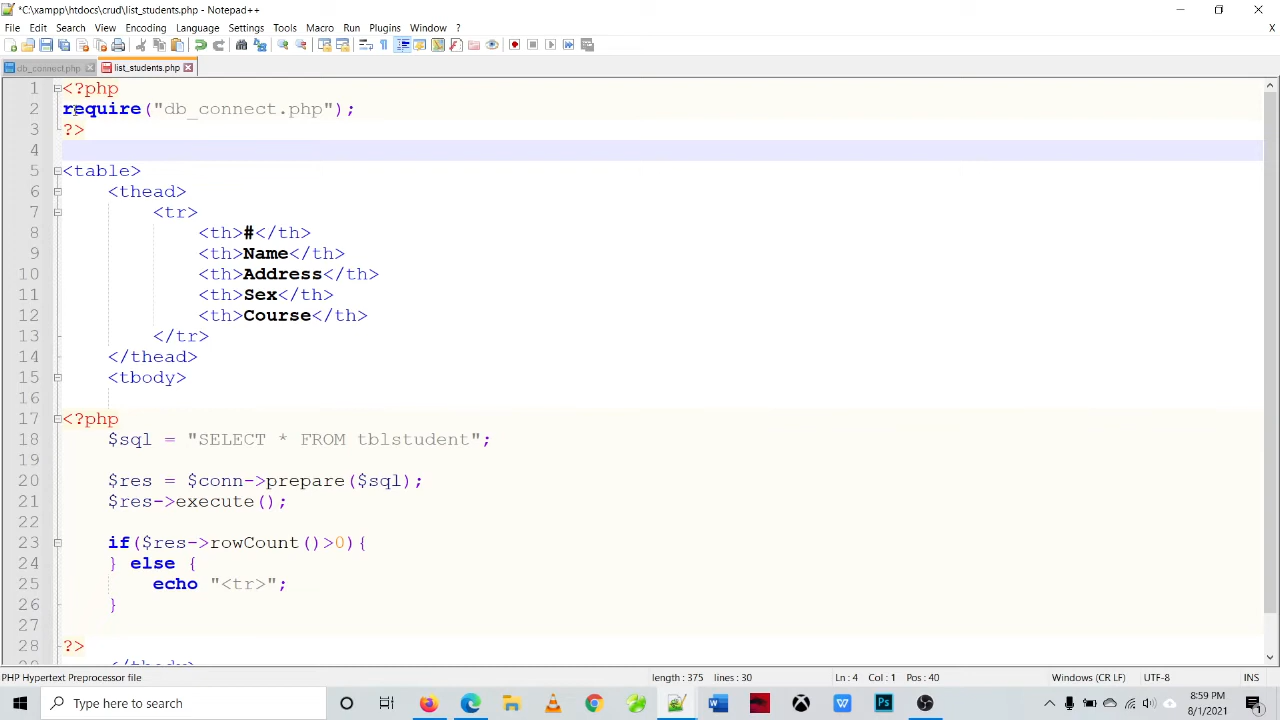 *C:\xampp\htdocs\crud\list_students.php - Notepad++
File Edit Search View Encoding Language Settings Tools Macro Run Plugins Window ?
X
db_connect.php list_students.php
1 <?php
2 require("db_connect.php");
3 ?>
4
5 <table>
6 <thead>
7 <tr>
8 <th>#</th>
9 <th>Name</th>
10 <th>Address</th>
11 <th>Sex</th>
12 <th>Course</th>
13 </tr>
14 </thead>
15 <tbody>
16
17 <?php
18 $sql = "SELECT * FROM tblstudent";
19
20 $res = $conn->prepare($sql);
21 $res->execute();
22
23 if($res->rowCount()>0){
24 } else {
25 echo "<tr>";
26 }
27
28 ?>
</tbody>
PHP Hypertext Preprocessor file length : 375 lines : 30 Ln : 4 Col : 1 Pos : 40 Windows (CR LF) UTF-8 INS
Type here to search
8:59 PM
8/1/2021